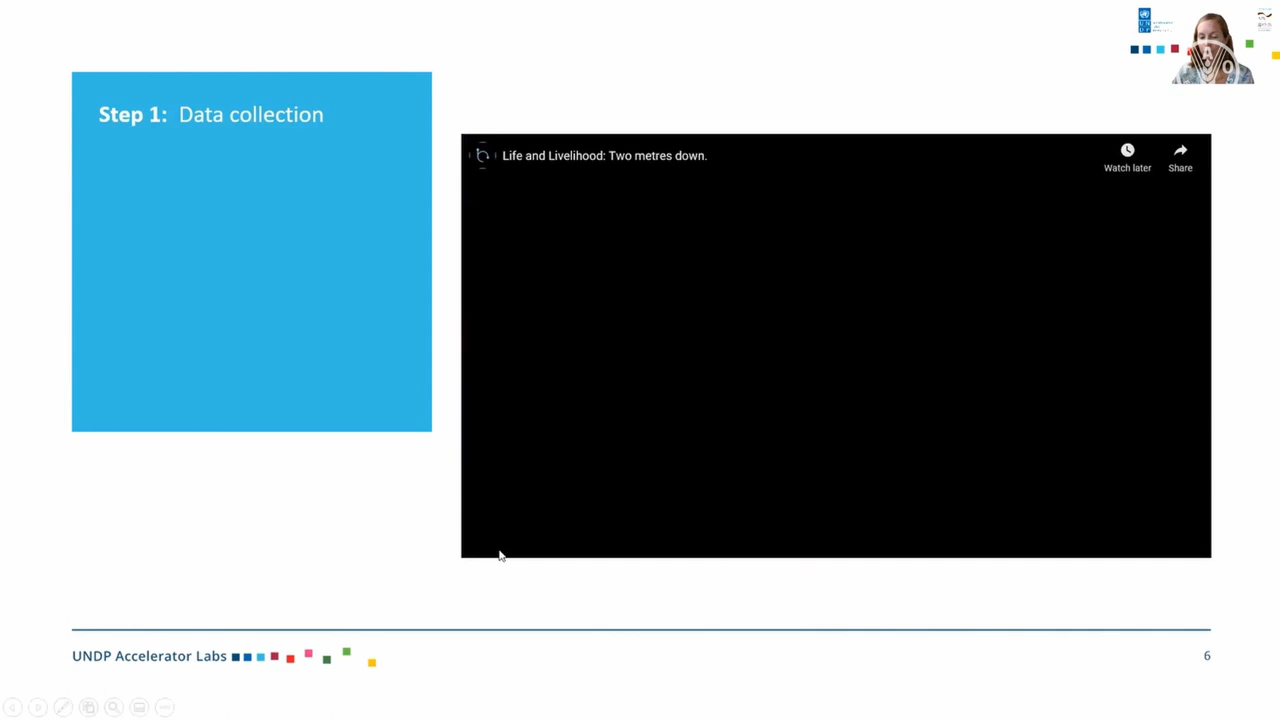 Step 1: Data collection
Life and Livelihood: Two metres down.
Watch later
Share
UNDP Accelerator Labs
6
U N
D P
A
O